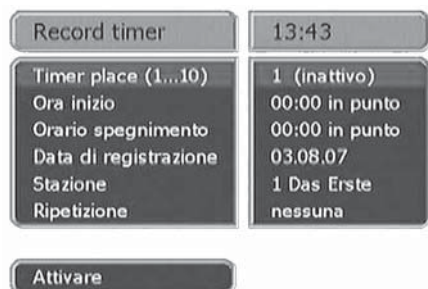 Record timer 13:43
Timer place (1...10) 1 (inattivo)
Ora inizio 00:00 in punto
Orario spegnimento 00:00 in punto
Data di registrazione 03.08.07
Stazione 1 Das Erste
Ripetizione nessuna
Attivare